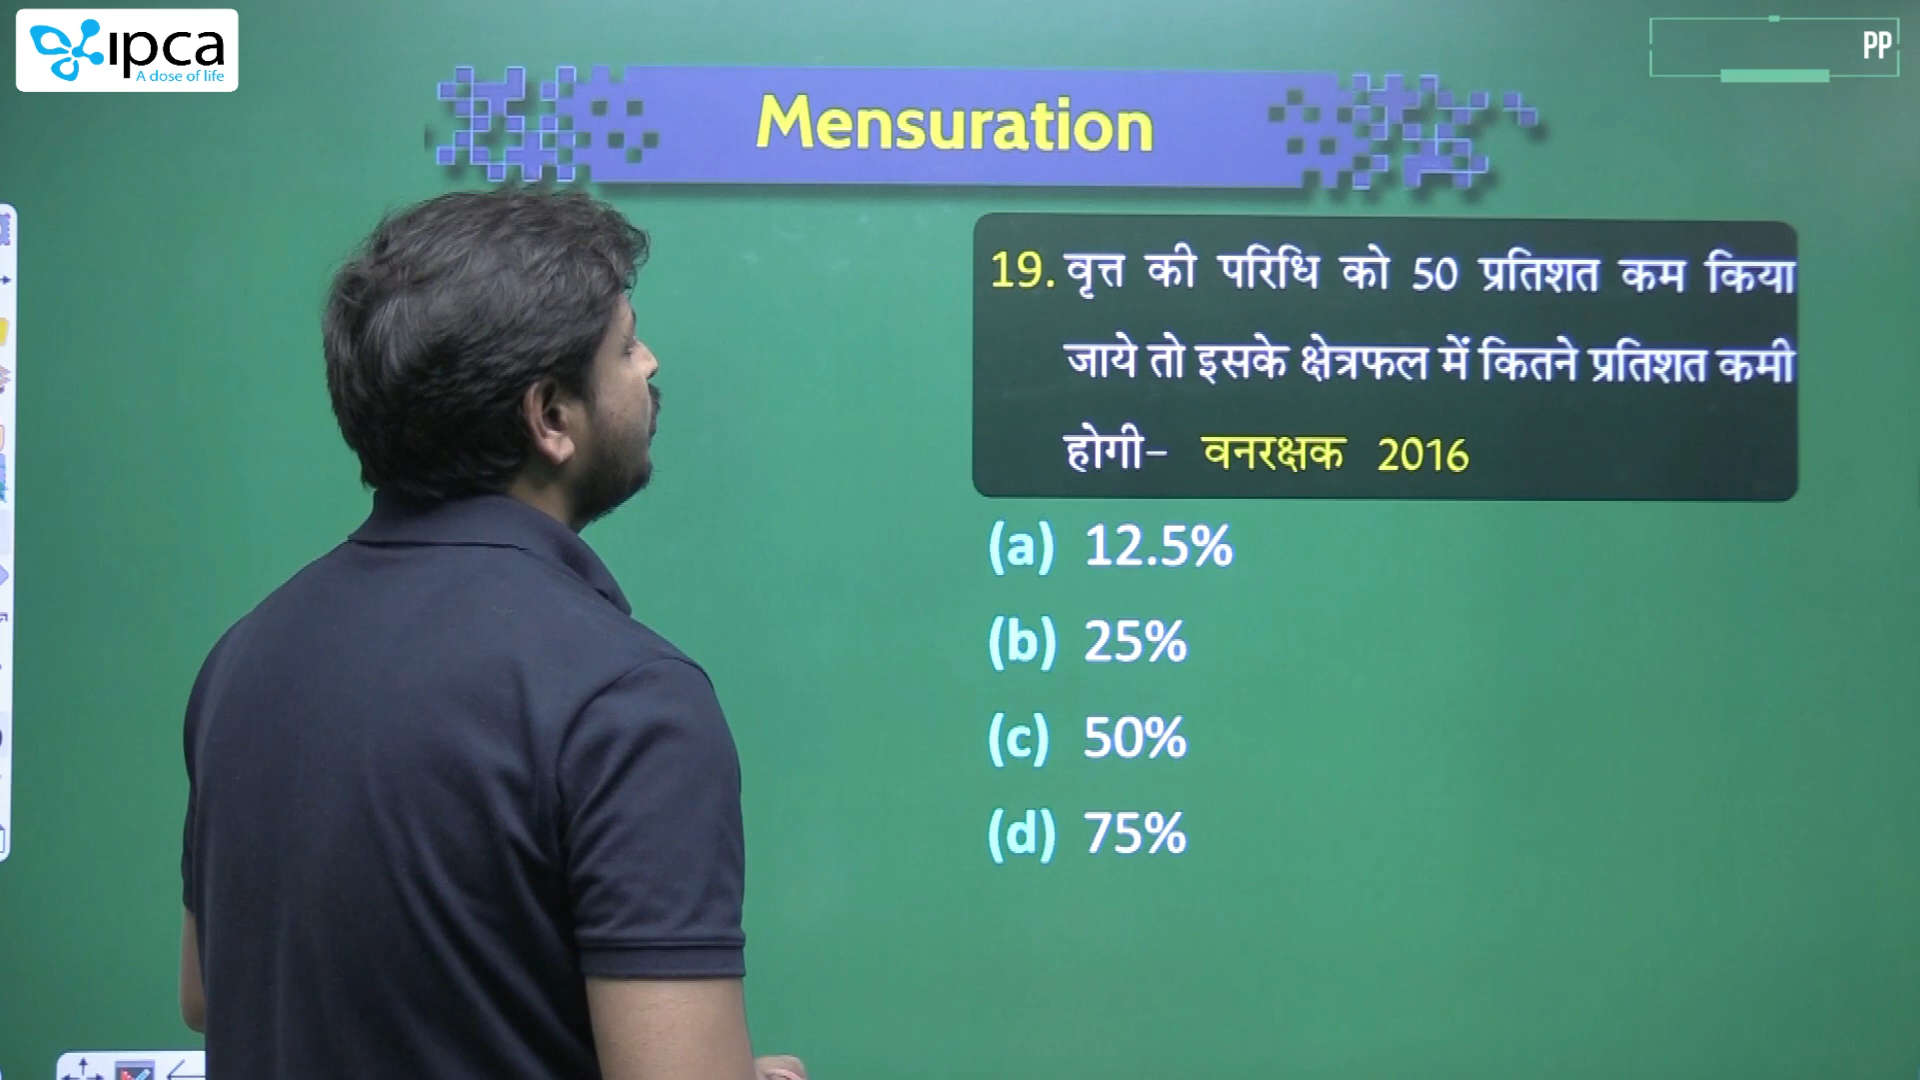 ipca
A dose of life
PP
Mensuration
19. वृत्त की परिधि को 50 प्रतिशत कम किया
जाये तो इसके क्षेत्रफल में कितने प्रतिशत कमी
होगी– वनरक्षक 2016
(a) 12.5%
(b) 25%
(c) 50%
(d) 75%